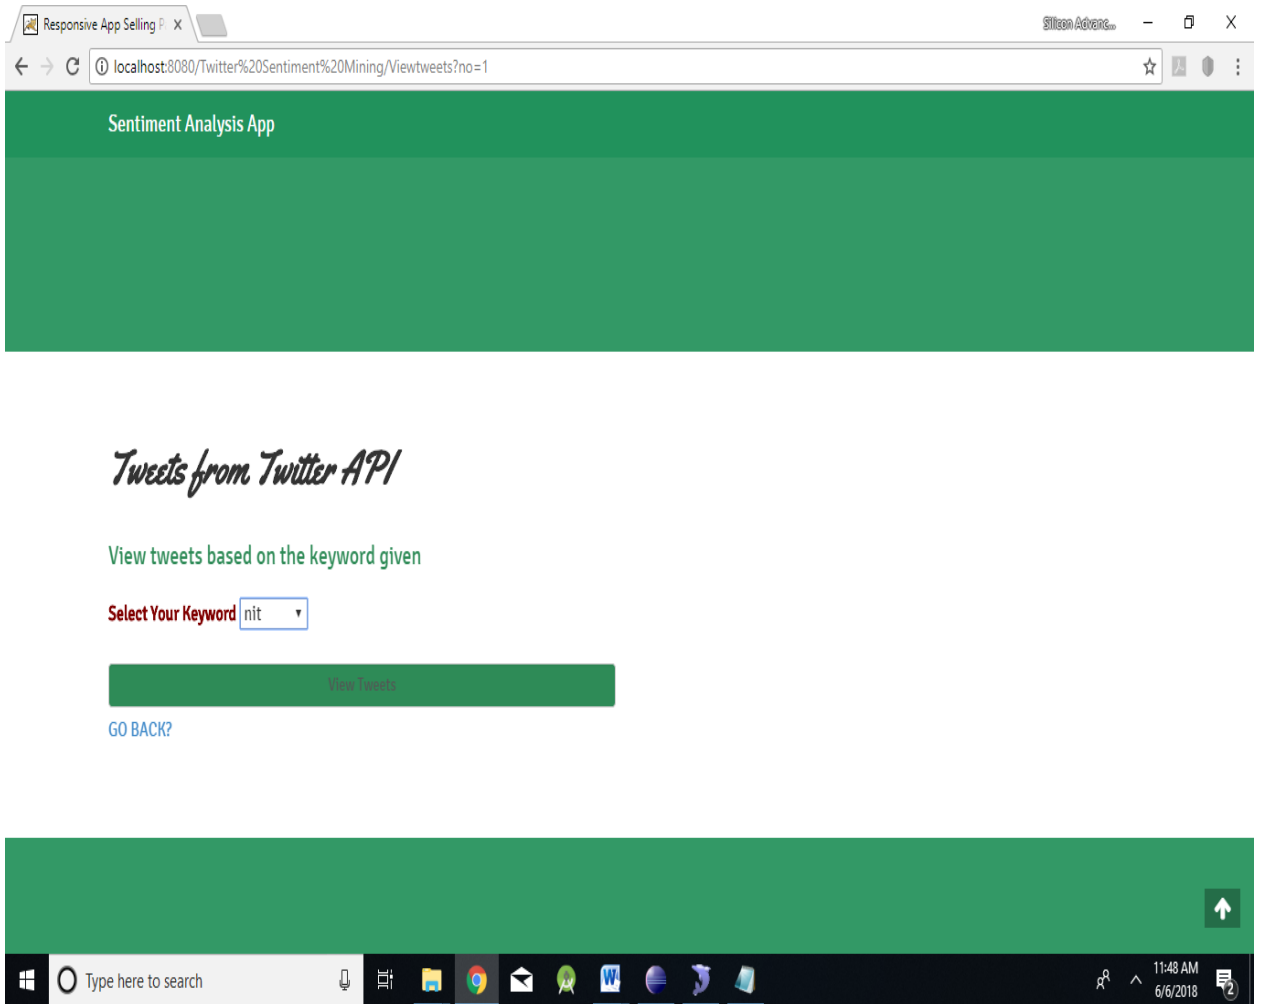 Responsive App Selling P
Silicon Advanc...
localhost:8080/Twitter%20Sentiment%20Mining/Viewtweets?no=1
Sentiment Analysis App
Tweets from Twitter API
View tweets based on the keyword given
Select Your Keyword nit
View Tweets
GO BACK?
Type here to search
11:48 AM
6/6/2018
2